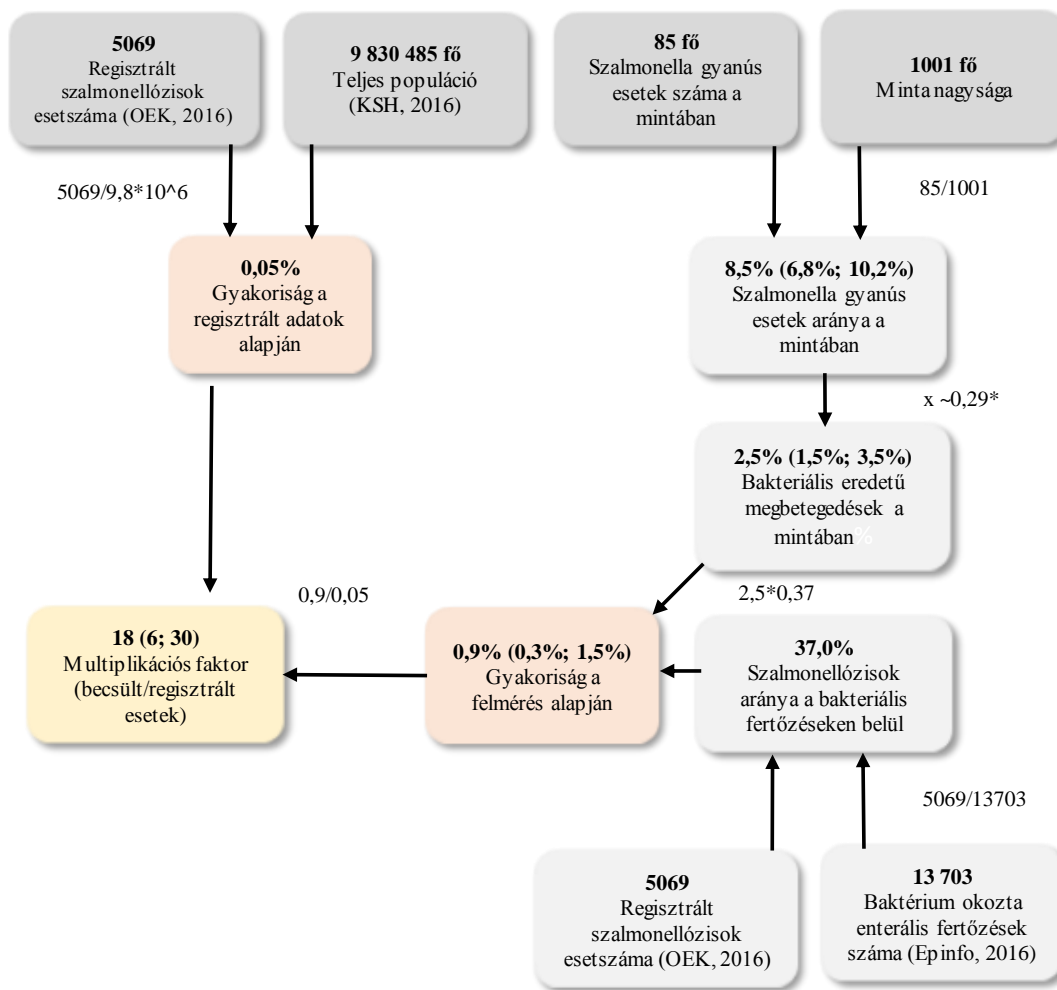 5069
Regisztrált
szalmonellózisok
esetszáma (OEK, 2016)
9 830 485 fő
Teljes populáció
(KSH, 2016)
85 fő
Szalmonella gyanús
esetek száma a
mintában
1001 fő
Minta nagysága
5069/9,8*10^6
85/1001
0,05%
Gyakoriság a
regisztrált adatok
alapján
8,5% (6,8%; 10,2%)
Szalmonella gyanús
esetek aránya a
mintában
x ~0,29*
2,5% (1,5%; 3,5%)
Bakteriális eredetű
megbetegedések a
mintában%
0,9/0,05
2,5*0,37
18 (6; 30)
Multiplikációs faktor
(becsült/regisztrált
esetek)
0,9% (0,3%; 1,5%)
Gyakoriság a
felmérés alapján
37,0%
Szalmonellózisok
aránya a bakteriális
fertőzéseken belül
5069/13703
5069
Regisztrált
szalmonellózisok
esetszáma (OEK, 2016)
13 703
Baktérium okozta
enterális fertőzések
száma (Epinfo, 2016)